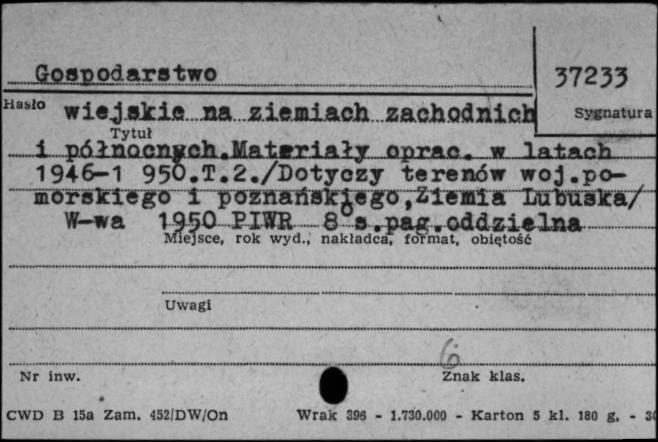 Gospodarstwo
37233
Hasło
wiejskie na ziemiach zachodnich
Sygnatura
Tytuł
i północnych.Materiały oprac. w latach
1946-1 950.T.2./Dotyczy terenów woj.po-
morskiego i poznańskiego,Ziemia Lubuska/
W-wa 1950 PIWR 8° s.pag.oddzielna
Miejsce, rok wyd., nakładca, format, objętość
Uwagi
6
Nr inw.
Znak klas.
CWD B 15a Zam. 452/DW/On
Wrak 396 - 1.730.000 - Karton 5 kl. 180 g, - 30